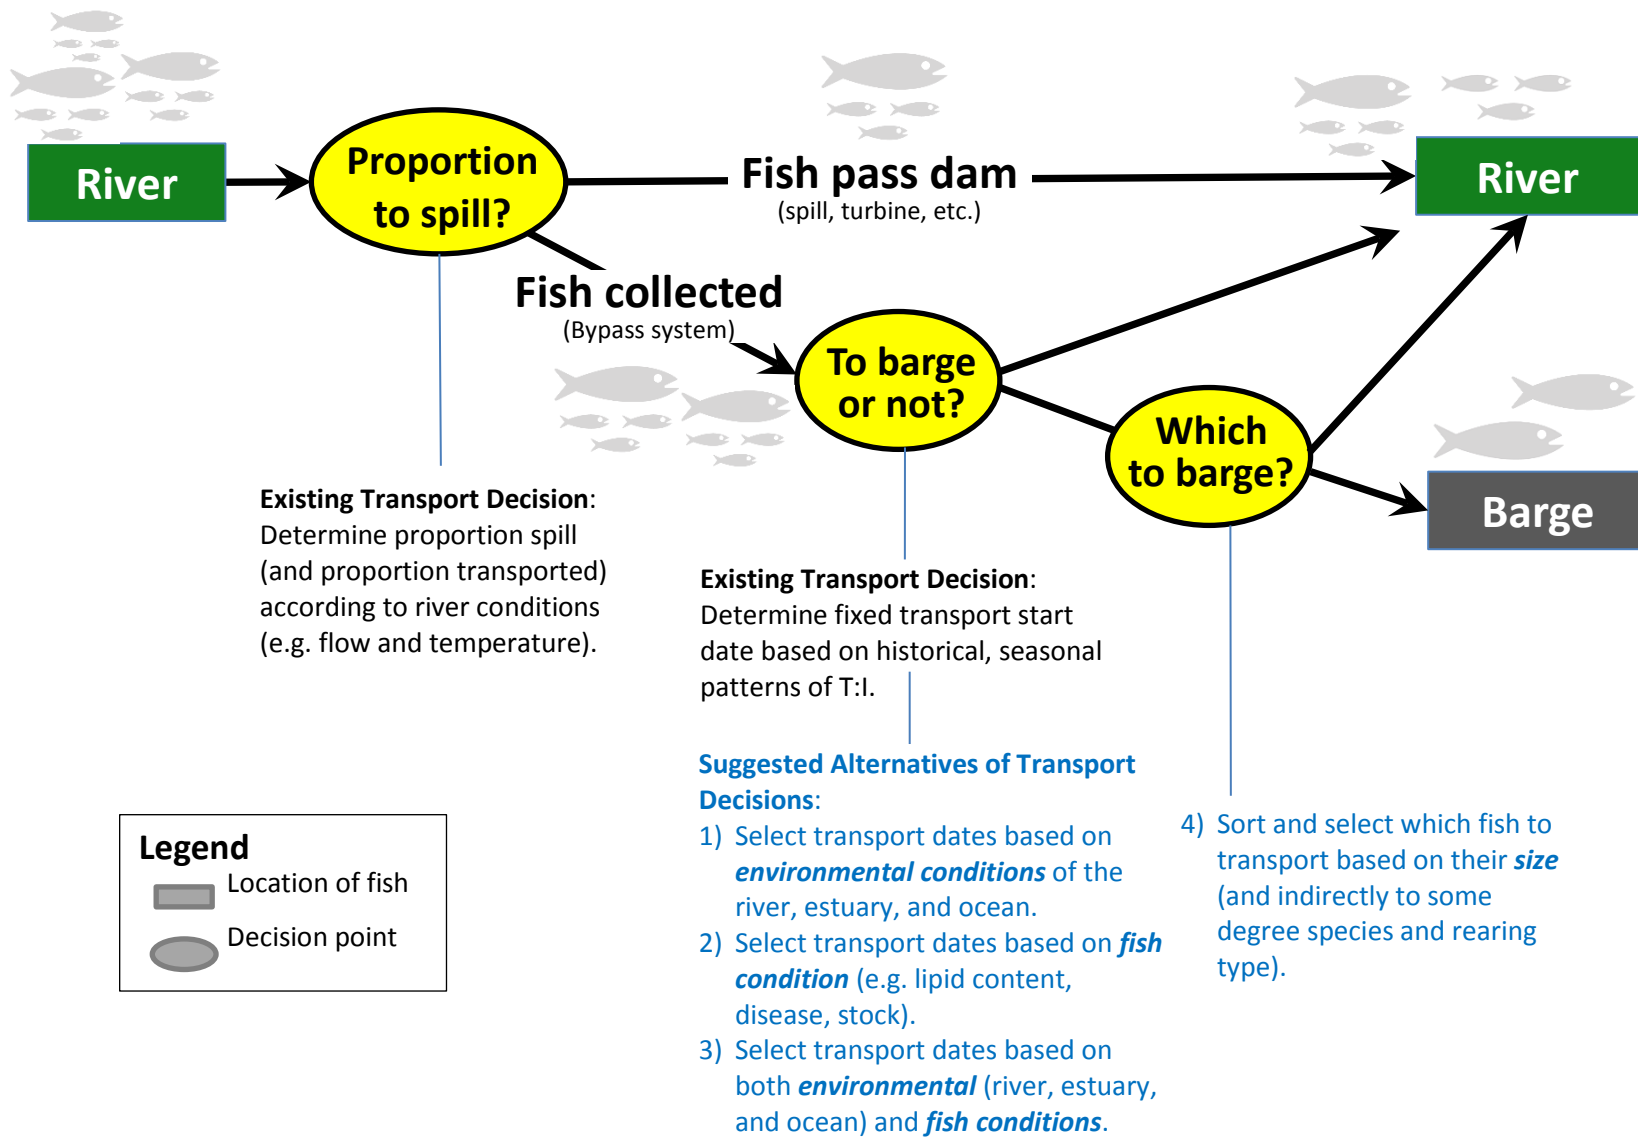 River
Proportion
to spill?
Fish pass dam
(spill, turbine, etc.)
River
Fish collected
(Bypass system)
To barge
or not?
Which
to barge?
Barge
Existing Transport Decision:
Determine proportion spill
(and proportion transported)
according to river conditions
(e.g. flow and temperature).
Existing Transport Decision:
Determine fixed transport start
date based on historical, seasonal
patterns of T:I.
Suggested Alternatives of Transport
Decisions:
1) Select transport dates based on
environmental conditions of the
river, estuary, and ocean.
2) Select transport dates based on fish
condition (e.g. lipid content,
disease, stock).
3) Select transport dates based on
both environmental (river, estuary,
and ocean) and fish conditions.
4) Sort and select which fish to
transport based on their size
(and indirectly to some
degree species and rearing
type).
Legend
Location of fish
Decision point